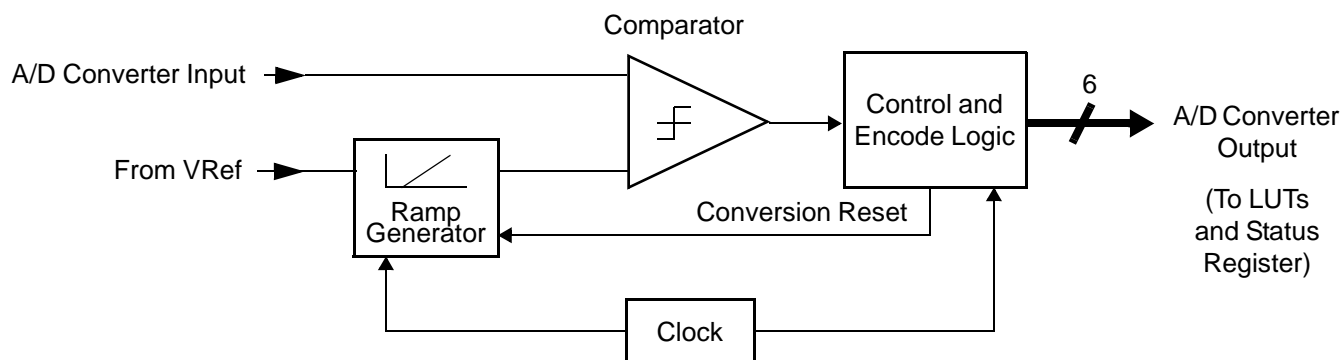 Comparator
A/D Converter Input
Control and
Encode Logic
6
A/D Converter
Output
(To LUTs
and Status
Register)
From VRef
Ramp
Generator
Conversion Reset
Clock